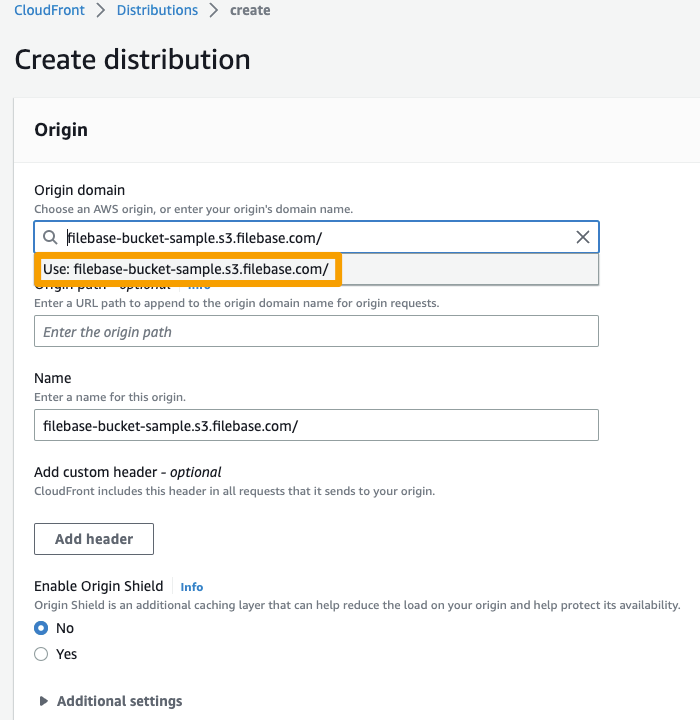 CloudFront > Distributions > create
Create distribution
Origin
Origin domain
Choose an AWS origin, or enter your origin's domain name.
filebase-bucket-sample.s3.filebase.com/
Use: filebase-bucket-sample.s3.filebase.com/
Origin path - optional Info
Enter a URL path to append to the origin domain name for origin requests.
Enter the origin path
Name
Enter a name for this origin.
filebase-bucket-sample.s3.filebase.com/
Add custom header - optional
CloudFront includes this header in all requests that it sends to your origin.
Add header
Enable Origin Shield Info
Origin Shield is an additional caching layer that can help reduce the load on your origin and help protect its availability.
No
Yes
Additional settings